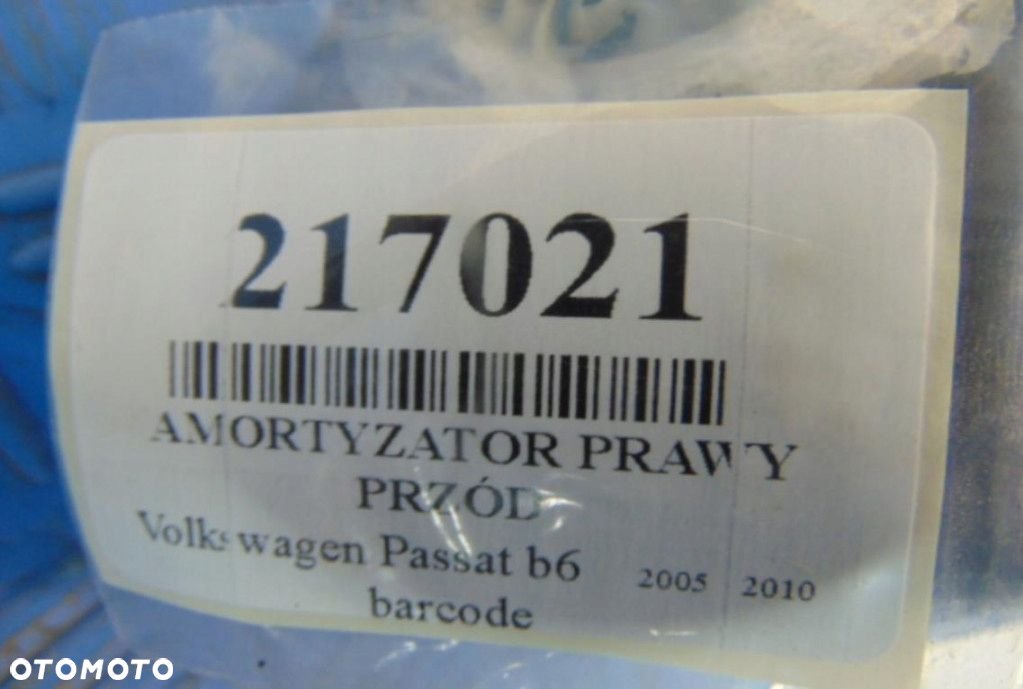 217021
AMORTYZATOR PRAWY
PRZÓD
Volkswagen Passat b6 2005 2010
barcode
OTOMOTO